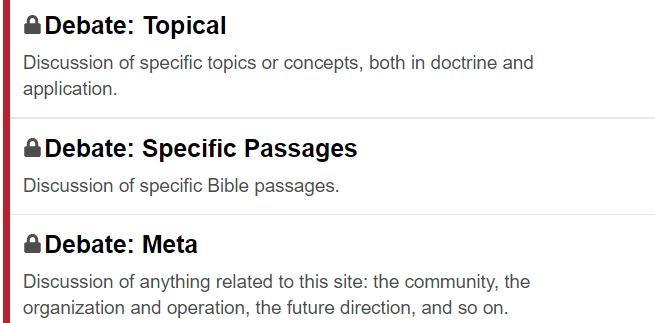 Debate: Topical
Discussion of specific topics or concepts, both in doctrine and
application.
Debate: Specific Passages
Discussion of specific Bible passages.
Debate: Meta
Discussion of anything related to this site: the community, the
organization and operation, the future direction, and so on.